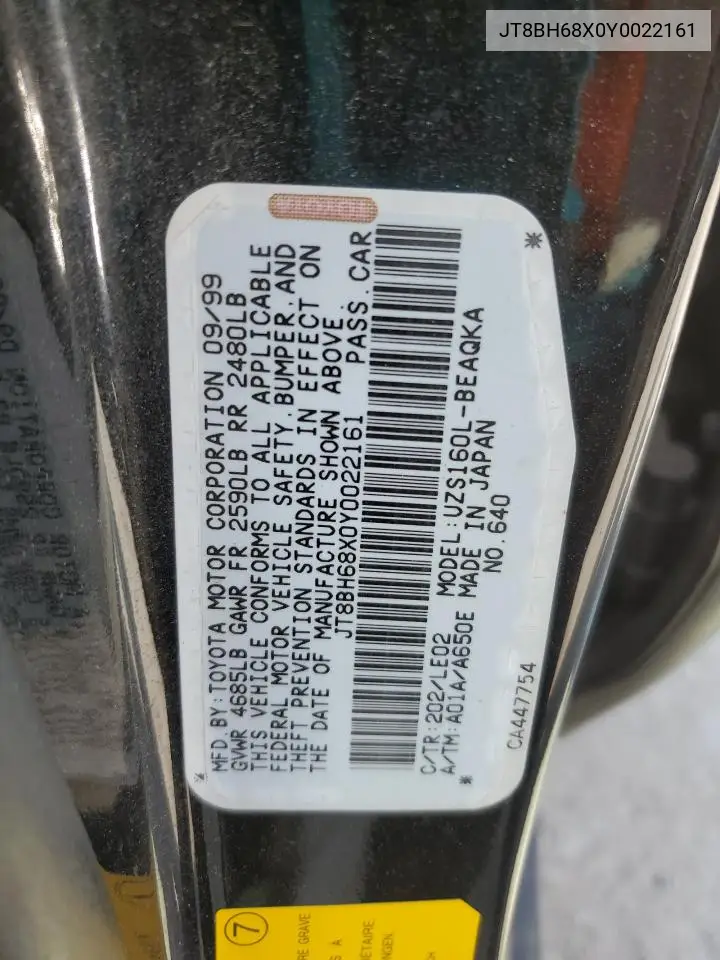 JT8BH68X0Y0022161
MFD. BY: TOYOTA MOTOR CORPORATION 09/99
GVWR 4685LB GAWR FR 2590LB RR 2480LB
THIS VEHICLE CONFORMS TO ALL APPLICABLE
FEDERAL MOTOR VEHICLE SAFETY, BUMPER, AND
THEFT PREVENTION STANDARDS IN EFFECT ON
THE DATE OF MANUFACTURE SHOWN ABOVE.
JT8BH68X0Y0022161 PASS. CAR
C/TR: 202/LE02 MODEL: UZS160L-BEAQKA
A/TM: A01A/A650E MADE IN JAPAN
NO. 640
CA447754
7
RE GRAVE
S A
ÉTAIRE